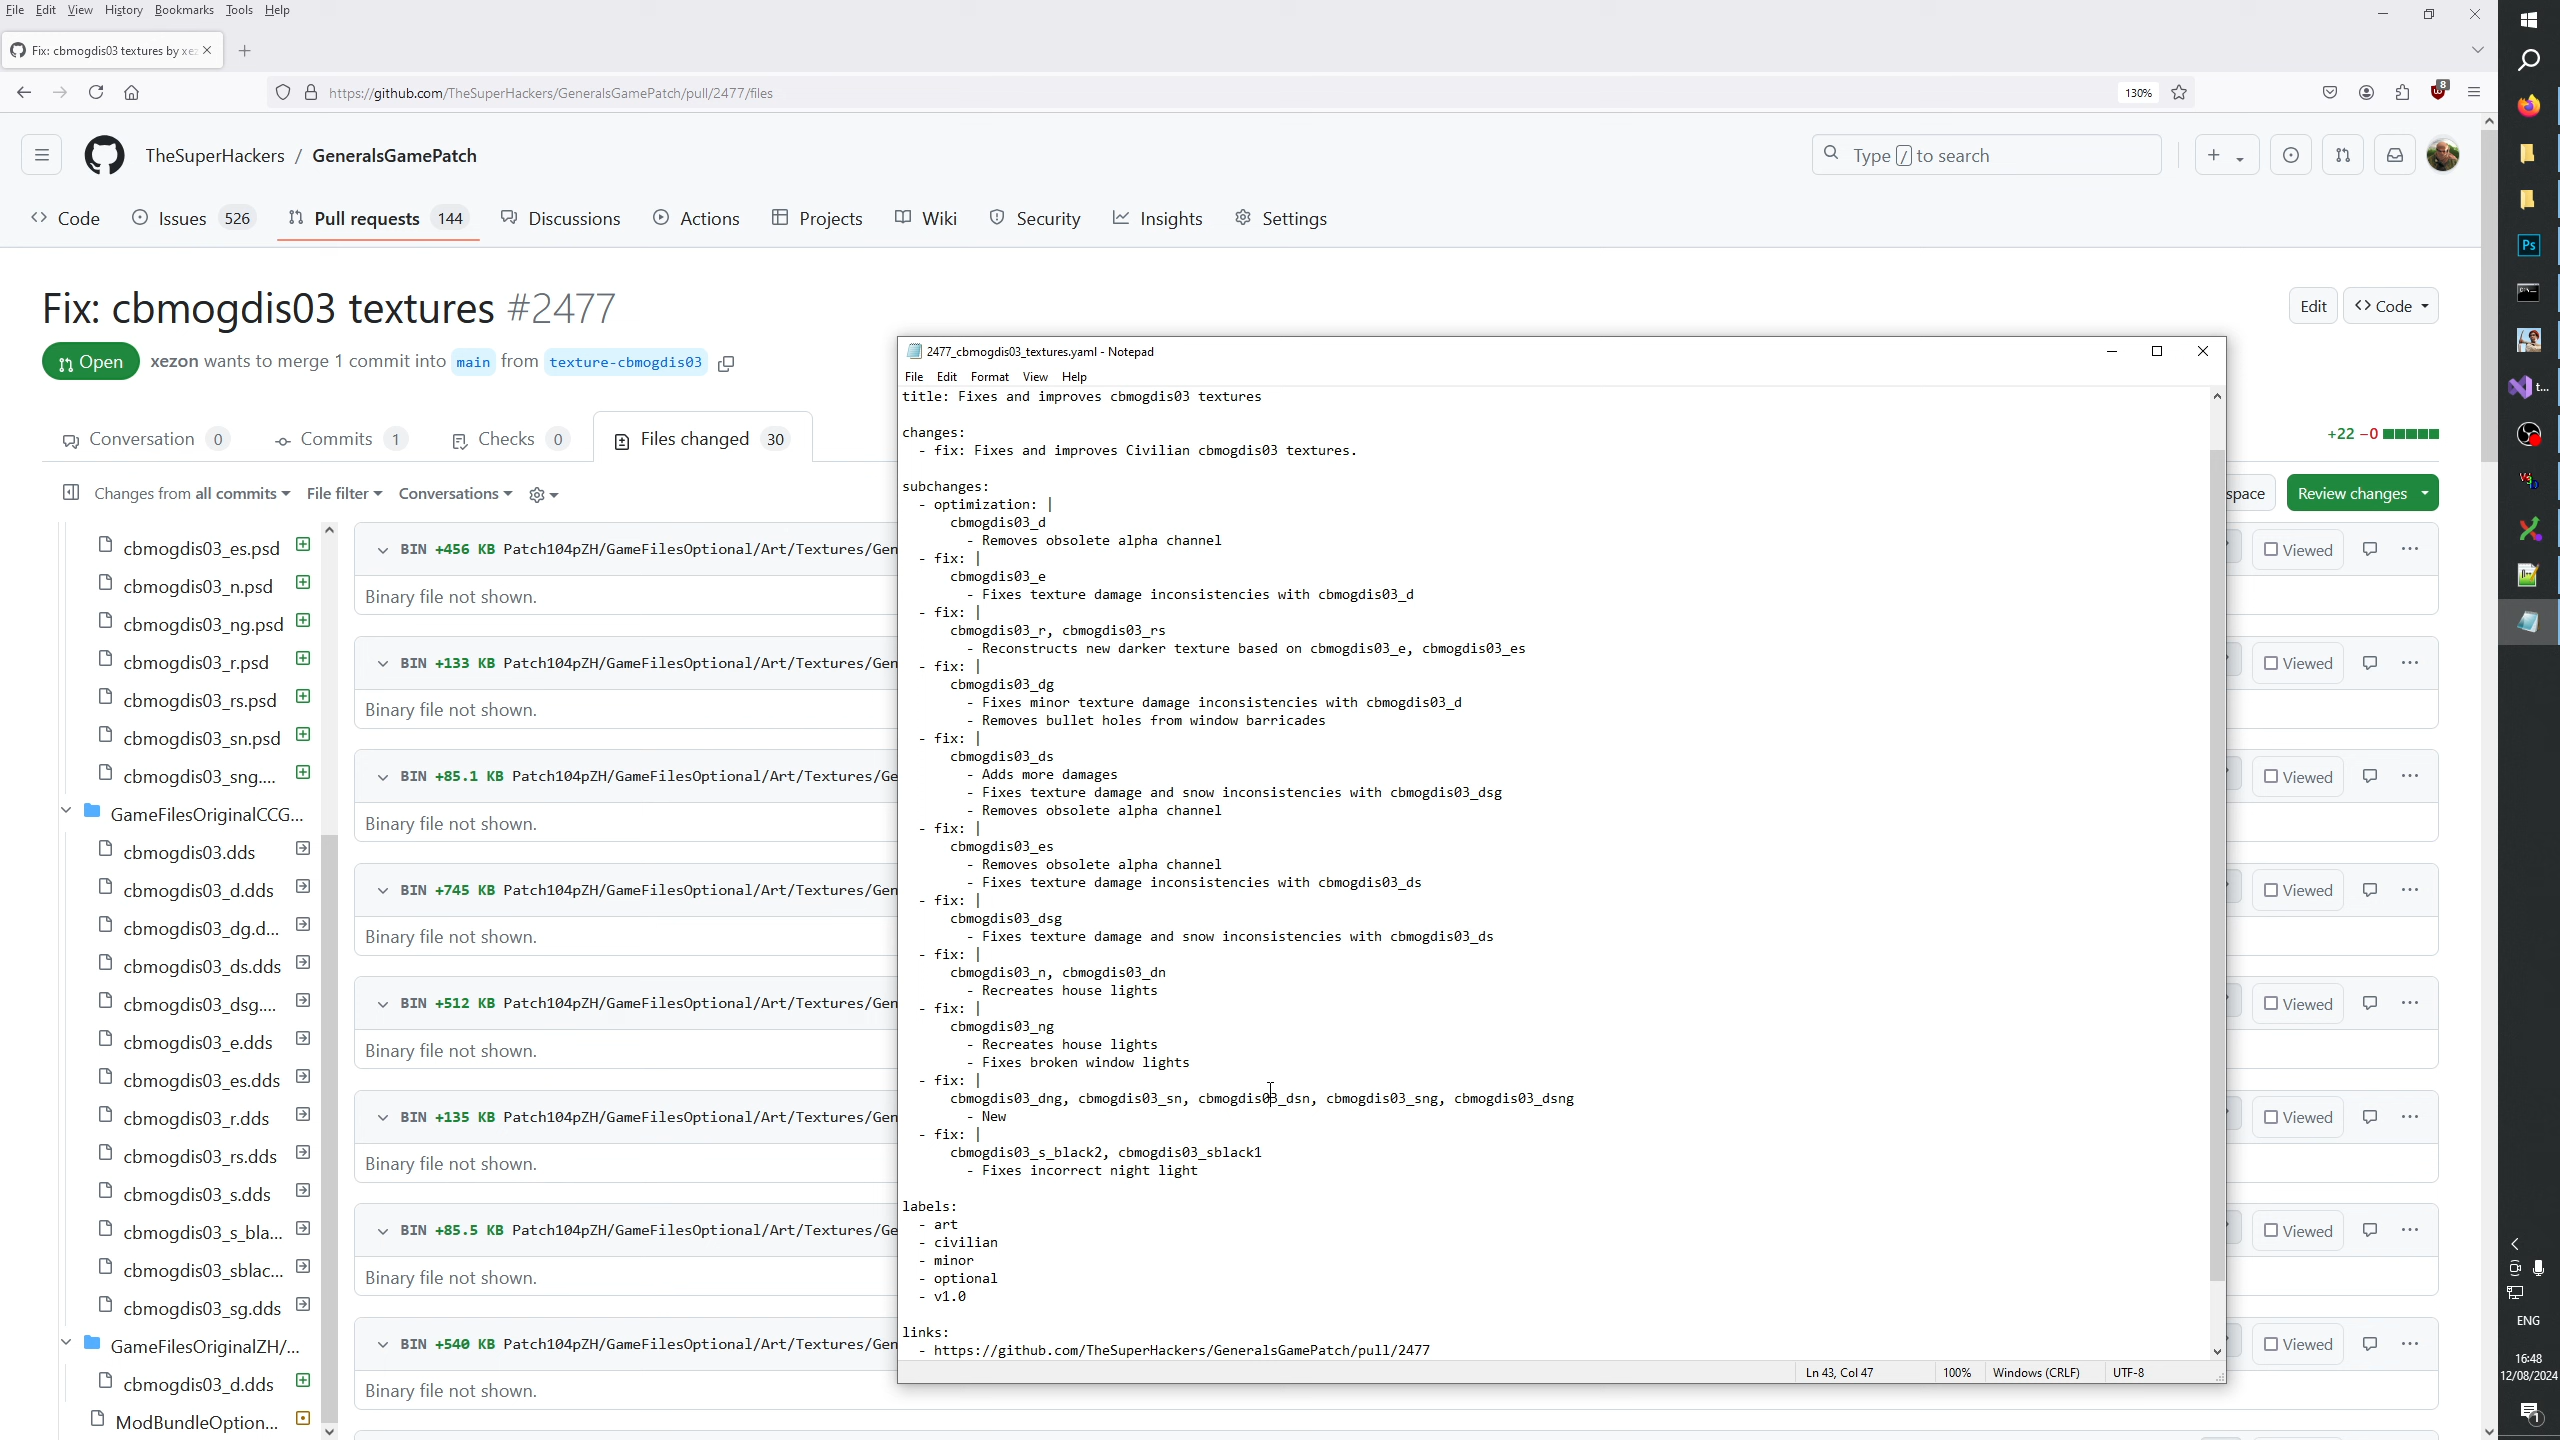 File Edit View History Bookmarks Tools Help
Fix: cbmogdis03 textures by xez
https://github.com/TheSuperHackers/GeneralsGamePatch/pull/2477/files
130%
8
TheSuperHackers / GeneralsGamePatch
Type / to search
Code
Issues 526
Pull requests 144
Discussions
Actions
Projects
Wiki
Security
Insights
Settings
Fix: cbmogdis03 textures #2477
Edit
Code
Open
xezon wants to merge 1 commit into main from texture-cbmogdis03
Conversation 0
Commits 1
Checks 0
Files changed 30
+22 −0
Changes from all commits
File filter
Conversations
space
Review changes
cbmogdis03_es.psd
cbmogdis03_n.psd
cbmogdis03_ng.psd
cbmogdis03_r.psd
cbmogdis03_rs.psd
cbmogdis03_sn.psd
cbmogdis03_sng....
GameFilesOriginalCCG...
cbmogdis03.dds
cbmogdis03_d.dds
cbmogdis03_dg.d...
cbmogdis03_ds.dds
cbmogdis03_dsg....
cbmogdis03_e.dds
cbmogdis03_es.dds
cbmogdis03_r.dds
cbmogdis03_rs.dds
cbmogdis03_s.dds
cbmogdis03_s_bla...
cbmogdis03_sblac...
cbmogdis03_sg.dds
GameFilesOriginalZH/...
cbmogdis03_d.dds
ModBundleOption...
BIN +456 KB Patch104pZH/GameFilesOptional/Art/Textures/Gen
Viewed
Binary file not shown.
BIN +133 KB Patch104pZH/GameFilesOptional/Art/Textures/Gen
Viewed
Binary file not shown.
BIN +85.1 KB Patch104pZH/GameFilesOptional/Art/Textures/Ge
Viewed
Binary file not shown.
BIN +745 KB Patch104pZH/GameFilesOptional/Art/Textures/Gen
Viewed
Binary file not shown.
BIN +512 KB Patch104pZH/GameFilesOptional/Art/Textures/Gen
Viewed
Binary file not shown.
BIN +135 KB Patch104pZH/GameFilesOptional/Art/Textures/Gen
Viewed
Binary file not shown.
BIN +85.5 KB Patch104pZH/GameFilesOptional/Art/Textures/Ge
Viewed
Binary file not shown.
BIN +540 KB Patch104pZH/GameFilesOptional/Art/Textures/Gen
Viewed
Binary file not shown.
2477_cbmogdis03_textures.yaml - Notepad
File Edit Format View Help
title: Fixes and improves cbmogdis03 textures
changes:
- fix: Fixes and improves Civilian cbmogdis03 textures.
subchanges:
- optimization: |
cbmogdis03_d
- Removes obsolete alpha channel
- fix: |
cbmogdis03_e
- Fixes texture damage inconsistencies with cbmogdis03_d
- fix: |
cbmogdis03_r, cbmogdis03_rs
- Reconstructs new darker texture based on cbmogdis03_e, cbmogdis03_es
- fix: |
cbmogdis03_dg
- Fixes minor texture damage inconsistencies with cbmogdis03_d
- Removes bullet holes from window barricades
- fix: |
cbmogdis03_ds
- Adds more damages
- Fixes texture damage and snow inconsistencies with cbmogdis03_dsg
- Removes obsolete alpha channel
- fix: |
cbmogdis03_es
- Removes obsolete alpha channel
- Fixes texture damage inconsistencies with cbmogdis03_ds
- fix: |
cbmogdis03_dsg
- Fixes texture damage and snow inconsistencies with cbmogdis03_ds
- fix: |
cbmogdis03_n, cbmogdis03_dn
- Recreates house lights
- fix: |
cbmogdis03_ng
- Recreates house lights
- Fixes broken window lights
- fix: |
cbmogdis03_dng, cbmogdis03_sn, cbmogdis03_dsn, cbmogdis03_sng, cbmogdis03_dsng
- New
- fix: |
cbmogdis03_s_black2, cbmogdis03_sblack1
- Fixes incorrect night light
labels:
- art
- civilian
- minor
- optional
- v1.0
links:
- https://github.com/TheSuperHackers/GeneralsGamePatch/pull/2477
Ln 43, Col 47
100%
Windows (CRLF)
UTF-8
Ps
t...
ENG
16:48
12/08/2024
1